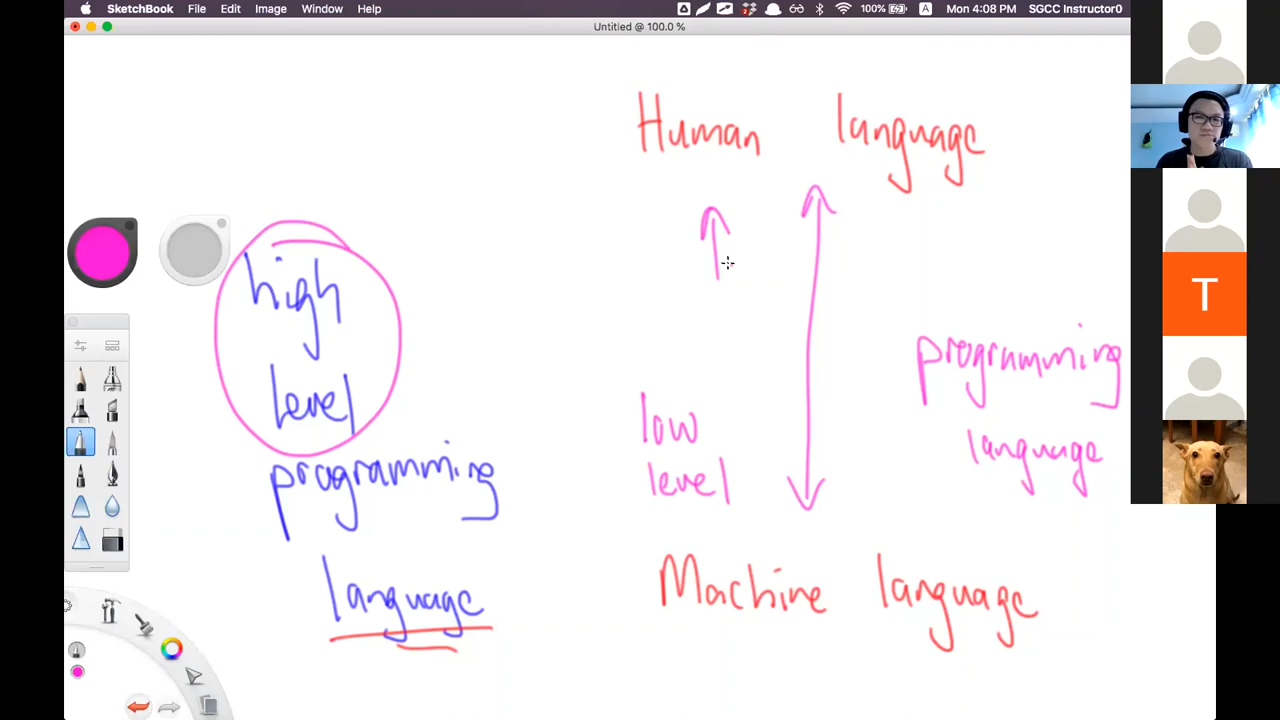 SketchBook File Edit Image Window Help 100% A Mon 4:08 PM SGCC Instructor0
Untitled @ 100.0 %
Human language
high
level
programming
language
low
level
programming
language
Machine language
T